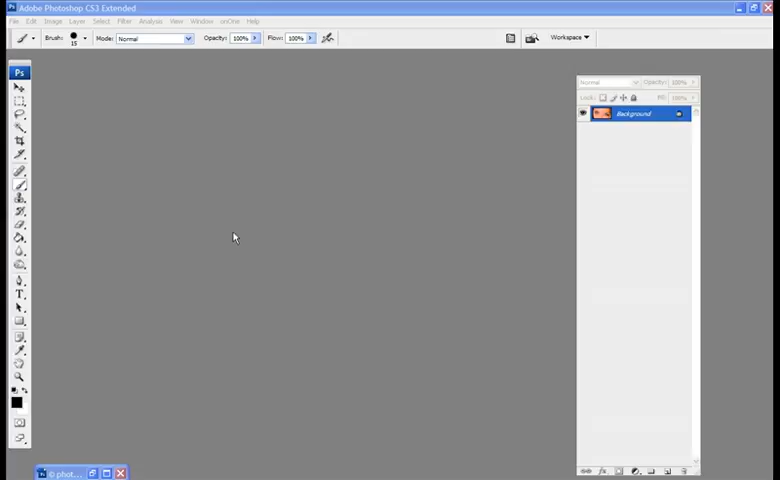 Adobe Photoshop CS3 Extended
File Edit Image Layer Select Filter Analysis View Window onOne Help
Brush: 15 Mode: Normal Opacity: 100% Flow: 100% Workspace
Ps
Normal Opacity: 100%
Lock: Fill: 100%
Background
T
© phot...